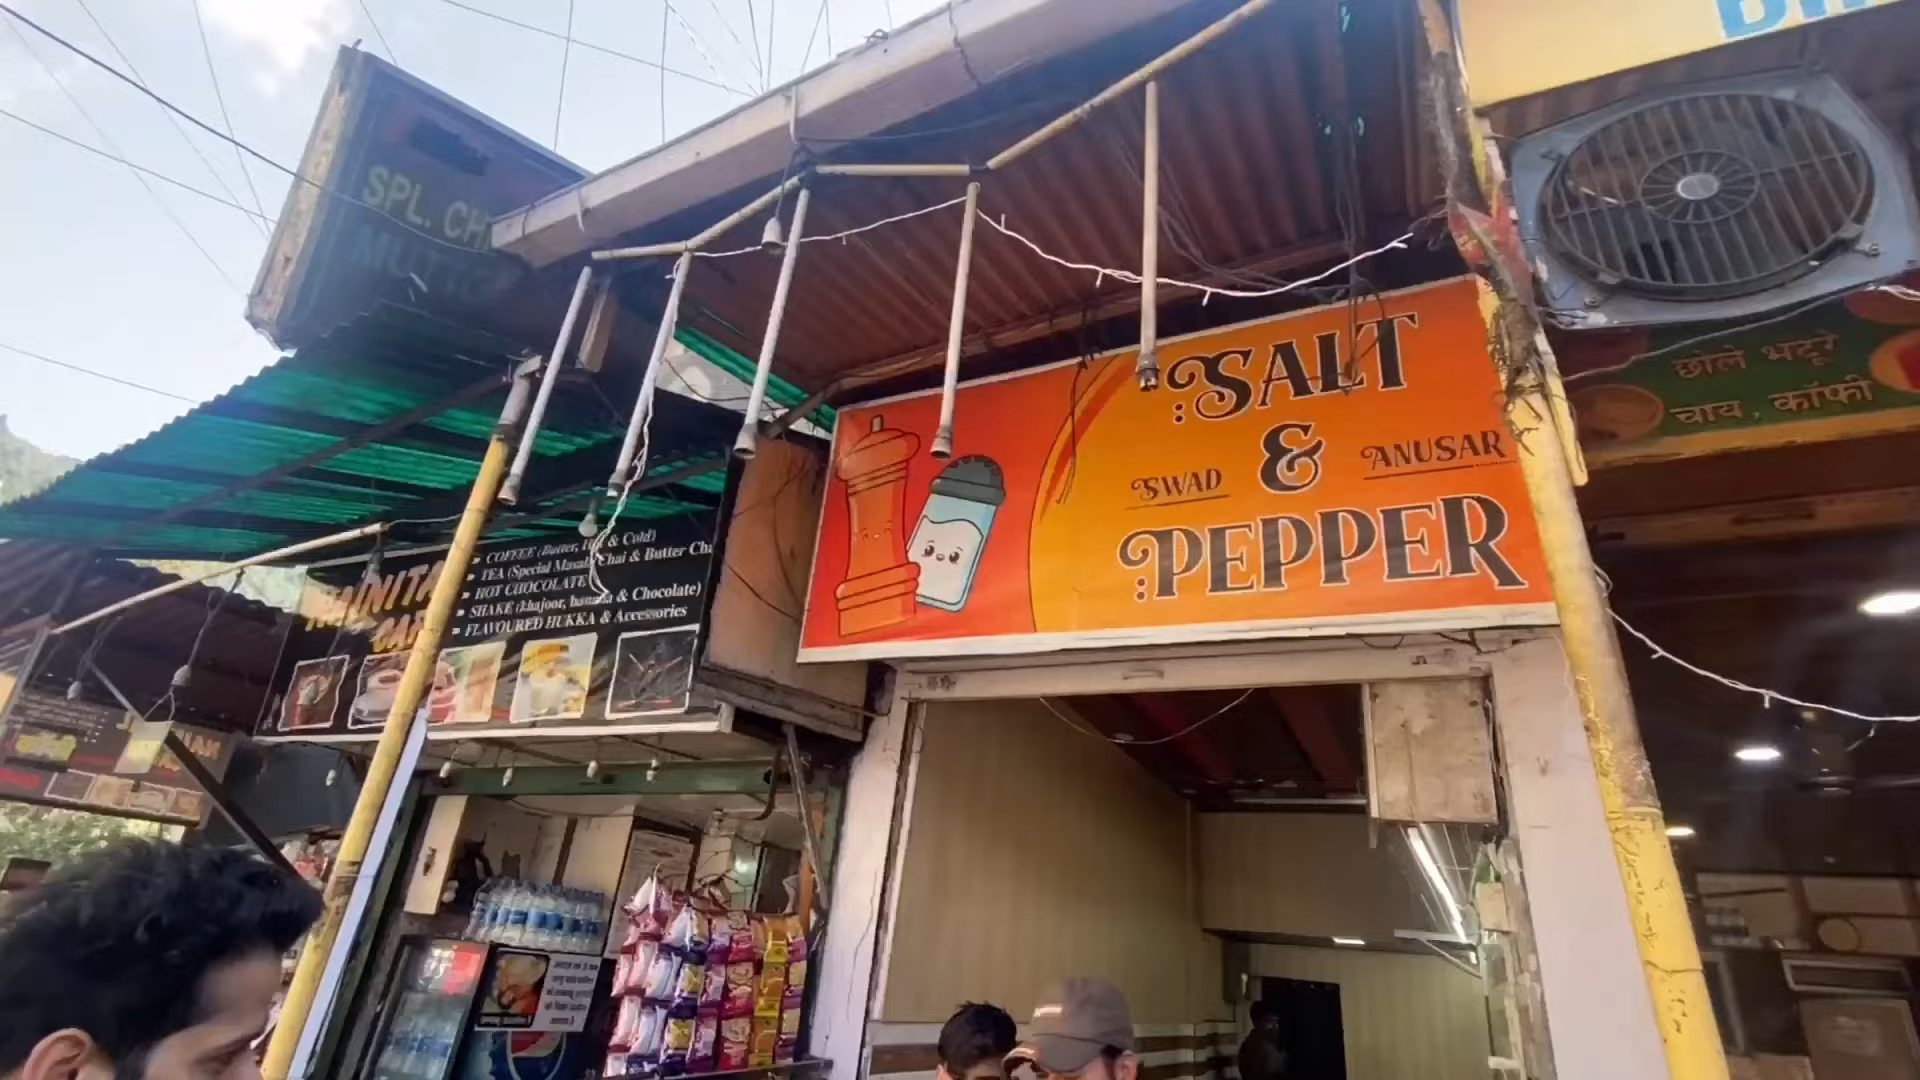 SPL. CH
MUTTO
SALT
&
SWAD ANUSAR
PEPPER
छोले भटूरे
चाय, कॉफी
CAF
COFFEE (Butter, & Cold)
TEA (Special Masala Chai & Butter Cha
HOT CHOCOLATE
SHAKE (khajoor, banana & Chocolate)
FLAVOURED HUKKA & Accessories